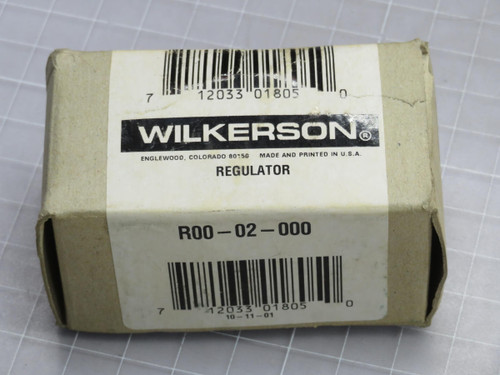 7 12033 01805 0
WILKERSON®
ENGLEWOOD, COLORADO 80150 MADE AND PRINTED IN U.S.A.
REGULATOR
R00-02-000
7 12033 01805 0
10-11-01